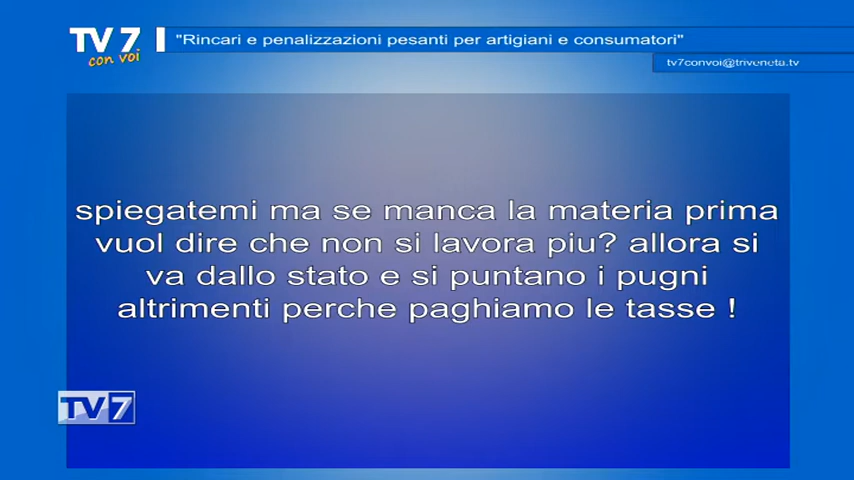 TV 7
con voi
"Rincari e penalizzazioni pesanti per artigiani e consumatori"
tv7convoi@triveneta.tv
spiegatemi ma se manca la materia prima
vuol dire che non si lavora piu? allora si
va dallo stato e si puntano i pugni
altrimenti perche paghiamo le tasse !
TV7